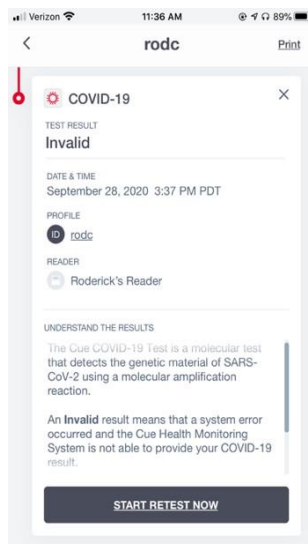 Verizon 11:36 AM 89%
rodc Print
COVID-19
TEST RESULT
Invalid
DATE & TIME
September 28, 2020 3:37 PM PDT
PROFILE
ID rodc
READER
Roderick's Reader
UNDERSTAND THE RESULTS
The Cue COVID-19 Test is a molecular test
that detects the genetic material of SARS-
CoV-2 using a molecular amplification
reaction.
An Invalid result means that a system error
occurred and the Cue Health Monitoring
System is not able to provide your COVID-19
result.
START RETEST NOW